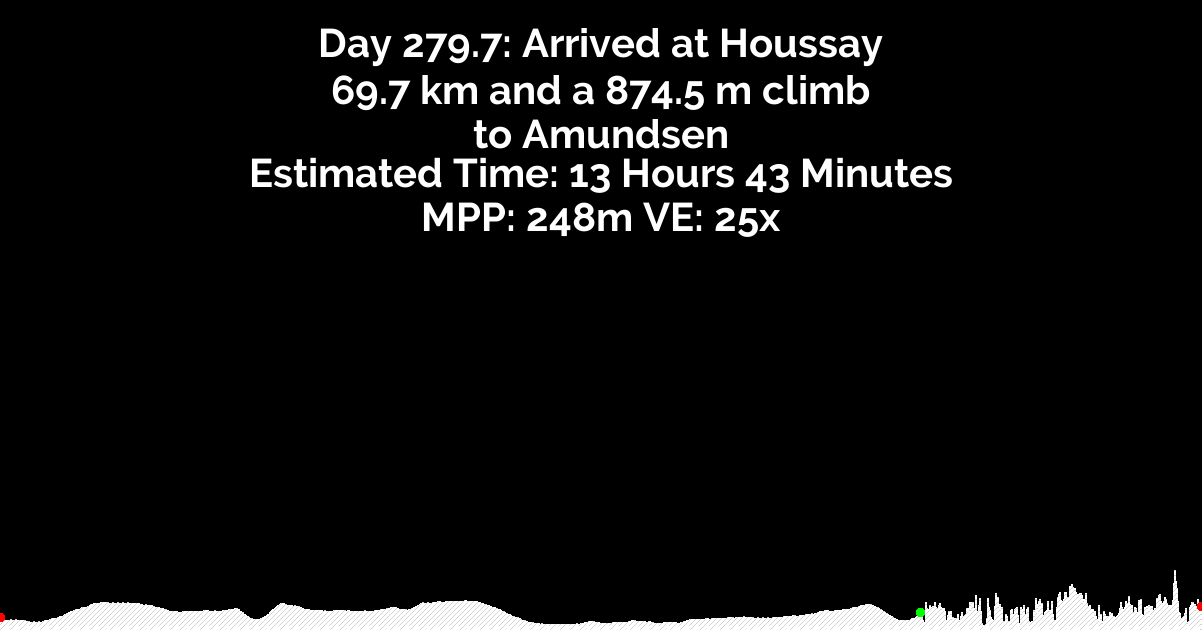 Day 279.7: Arrived at Houssay
69.7 km and a 874.5 m climb
to Amundsen
Estimated Time: 13 Hours 43 Minutes
MPP: 248m VE: 25x